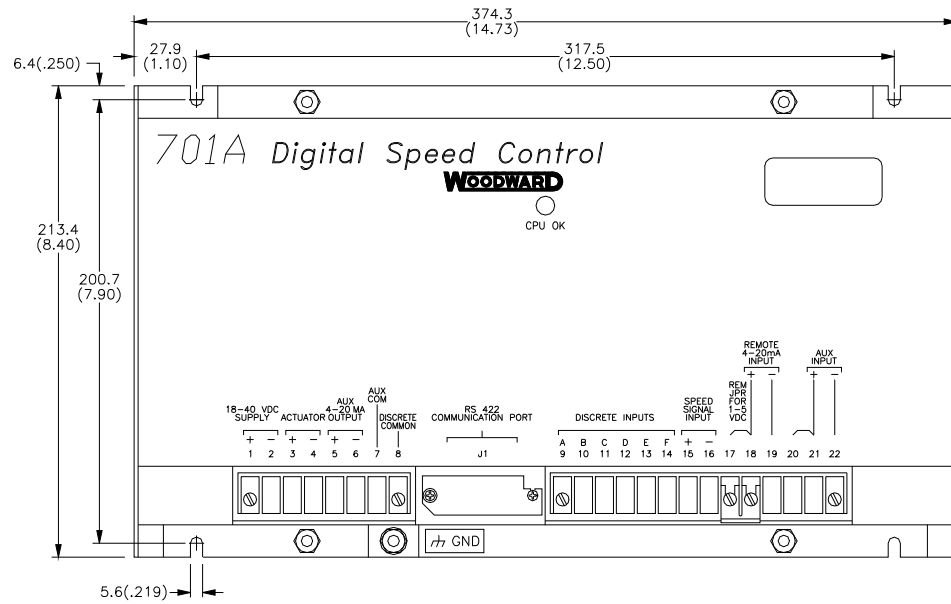 374.3
(14.73)
27.9
(1.10)
317.5
(12.50)
6.4(.250)
701A Digital Speed Control
WOODWARD
CPU OK
213.4
(8.40)
200.7
(7.90)
18-40 VDC
SUPPLY
+ -
1 2
ACTUATOR
+ -
3 4
AUX
4-20 MA
OUTPUT
+ -
5 6
AUX
COM
7
DISCRETE
COMMON
8
RS 422
COMMUNICATION PORT
J1
DISCRETE INPUTS
A B C D E F
9 10 11 12 13 14
SPEED
SIGNAL
INPUT
+ -
15 16
REM
JPR
FOR
1-5
VDC
17
REMOTE
4-20mA
INPUT
+ -
18 19
20
AUX
INPUT
+ -
21 22
GND
5.6(.219)